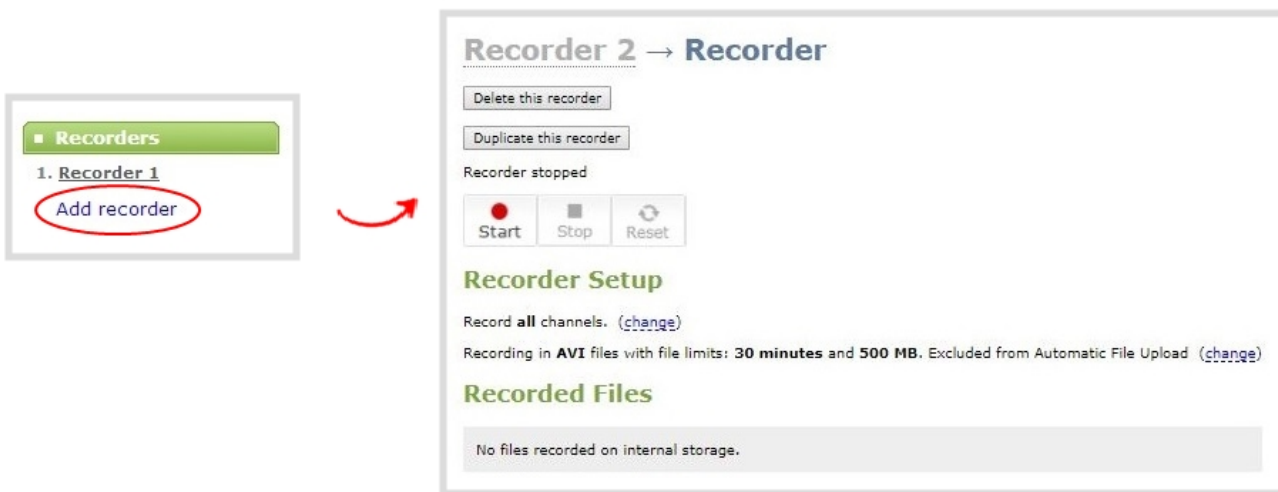 Recorders
1. Recorder 1
Add recorder
Recorder 2 → Recorder
Delete this recorder
Duplicate this recorder
Recorder stopped
Start Stop Reset
Recorder Setup
Record all channels. (change)
Recording in AVI files with file limits: 30 minutes and 500 MB. Excluded from Automatic File Upload (change)
Recorded Files
No files recorded on internal storage.